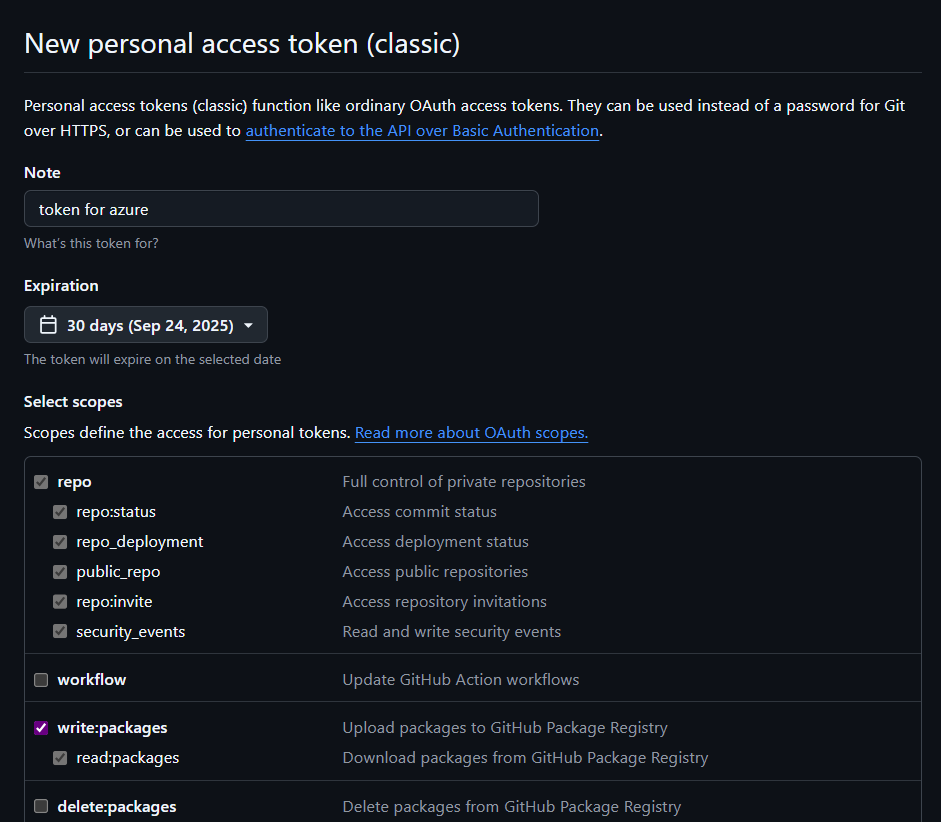 New personal access token (classic)
Personal access tokens (classic) function like ordinary OAuth access tokens. They can be used instead of a password for Git
over HTTPS, or can be used to authenticate to the API over Basic Authentication.
Note
token for azure
What's this token for?
Expiration
30 days (Sep 24, 2025)
The token will expire on the selected date
Select scopes
Scopes define the access for personal tokens. Read more about OAuth scopes.
repo Full control of private repositories
repo:status Access commit status
repo_deployment Access deployment status
public_repo Access public repositories
repo:invite Access repository invitations
security_events Read and write security events
workflow Update GitHub Action workflows
write:packages Upload packages to GitHub Package Registry
read:packages Download packages from GitHub Package Registry
delete:packages Delete packages from GitHub Package Registry